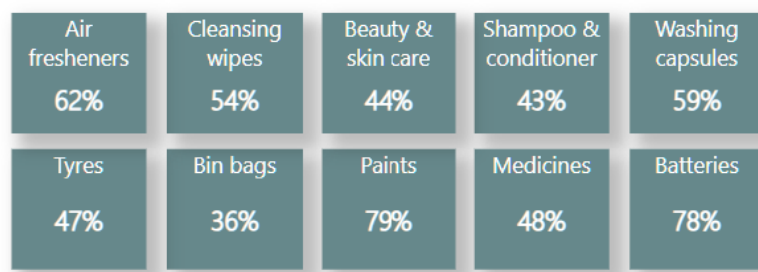 Air fresheners
62%
Cleansing wipes
54%
Beauty & skin care
44%
Shampoo & conditioner
43%
Washing capsules
59%
Tyres
47%
Bin bags
36%
Paints
79%
Medicines
48%
Batteries
78%